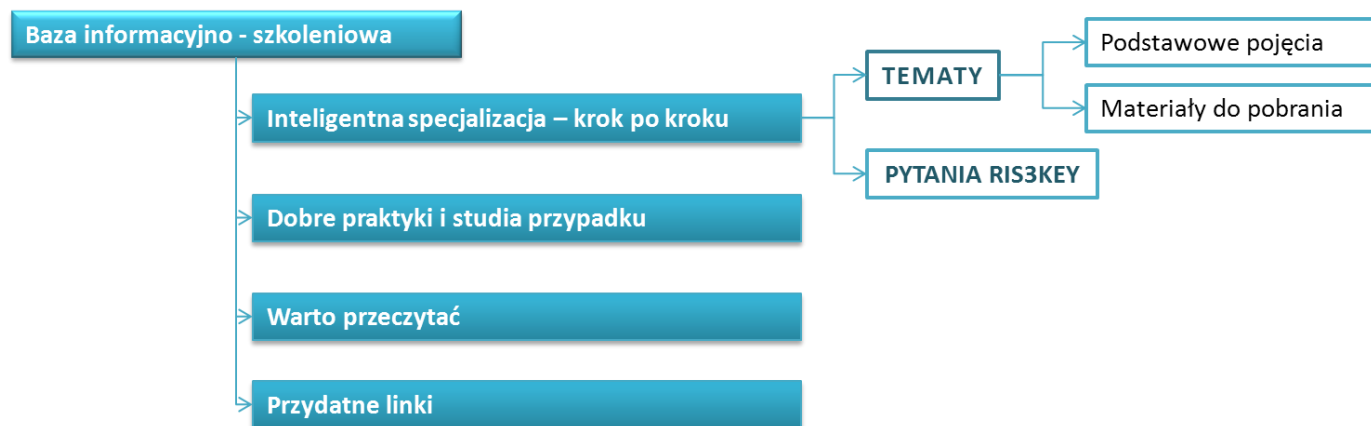 Baza informacyjno - szkoleniowa
Inteligentna specjalizacja – krok po kroku
TEMATY
Podstawowe pojęcia
Materiały do pobrania
PYTANIA RIS3KEY
Dobre praktyki i studia przypadku
Warto przeczytać
Przydatne linki